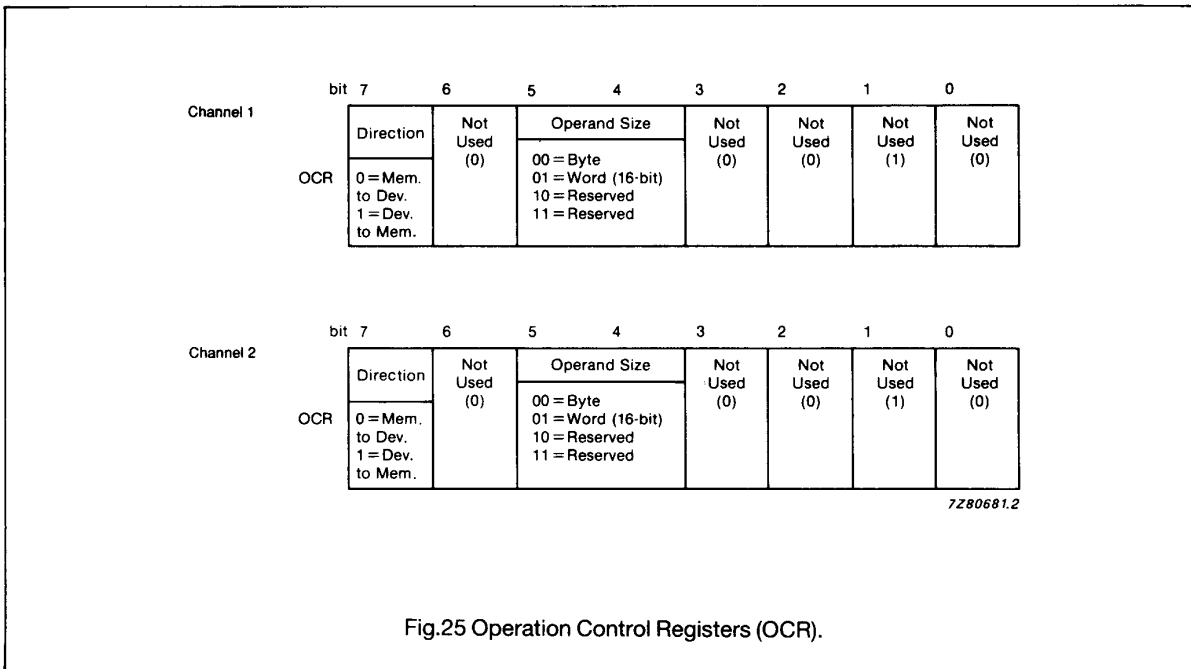 bit 7 6 5 4 3 2 1 0
Channel 1
Direction Not Used (0) Operand Size Not Used (0) Not Used (0) Not Used (1) Not Used (0)
OCR
0 = Mem. to Dev.
1 = Dev. to Mem.
00 = Byte
01 = Word (16-bit)
10 = Reserved
11 = Reserved
bit 7 6 5 4 3 2 1 0
Channel 2
Direction Not Used (0) Operand Size Not Used (0) Not Used (0) Not Used (1) Not Used (0)
OCR
0 = Mem. to Dev.
1 = Dev. to Mem.
00 = Byte
01 = Word (16-bit)
10 = Reserved
11 = Reserved
7Z80681.2
Fig.25 Operation Control Registers (OCR).